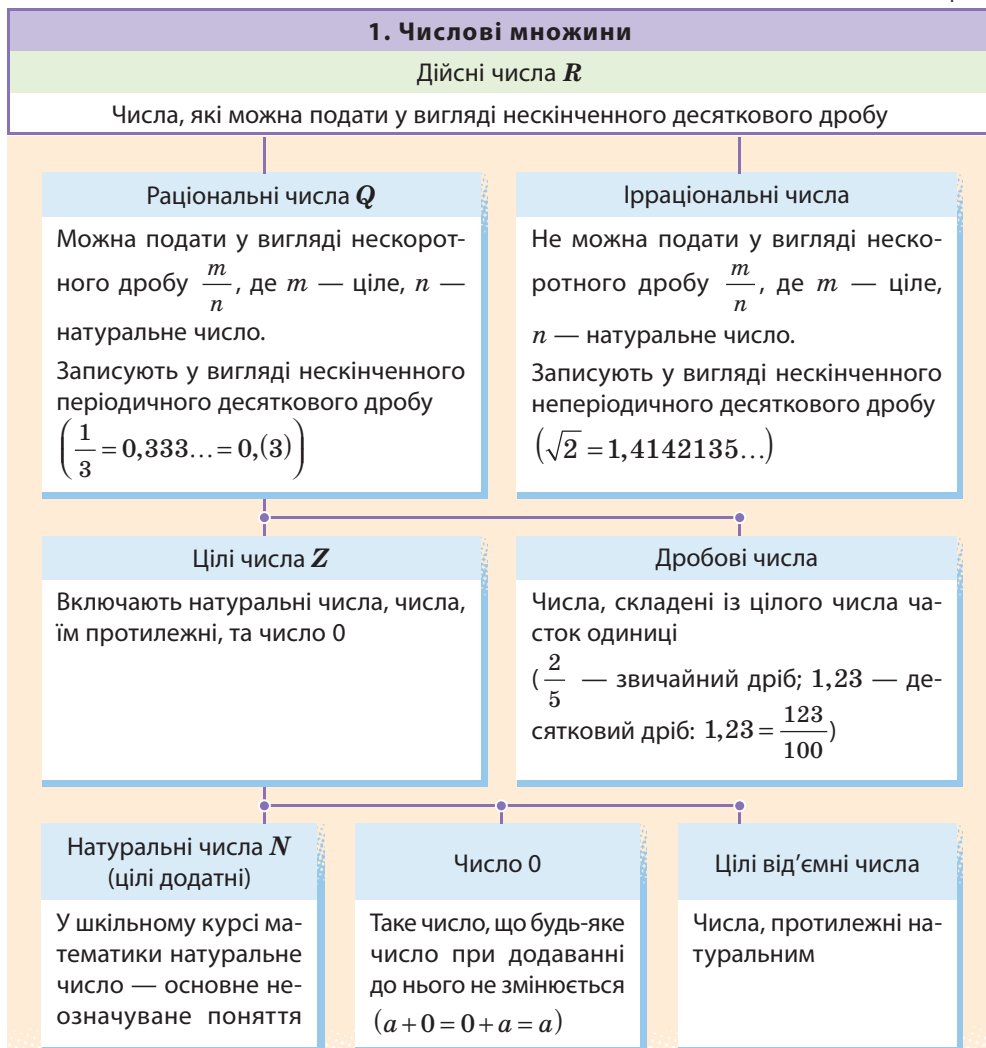 1. Числові множини
Дійсні числа R
Числа, які можна подати у вигляді нескінченного десяткового дробу
Раціональні числа Q
Можна подати у вигляді нескорот-
ного дробу m/n, де m — ціле, n —
натуральне число.
Записують у вигляді нескінченного
періодичного десяткового дробу
(1/3 = 0,333... = 0,(3))
Ірраціональні числа
Не можна подати у вигляді неско-
ротного дробу m/n, де m — ціле,
n — натуральне число.
Записують у вигляді нескінченного
неперіодичного десяткового дробу
(√2 = 1,4142135...)
Цілі числа Z
Включають натуральні числа, числа,
їм протилежні, та число 0
Дробові числа
Числа, складені із цілого числа ча-
сток одиниці
(2/5 — звичайний дріб; 1,23 — де-
сятковий дріб: 1,23 = 123/100)
Натуральні числа N
(цілі додатні)
У шкільному курсі ма-
тематики натуральне
число — основне не-
означуване поняття
Число 0
Таке число, що будь-яке
число при додаванні
до нього не змінюється
(a + 0 = 0 + a = a)
Цілі від’ємні числа
Числа, протилежні на-
туральним